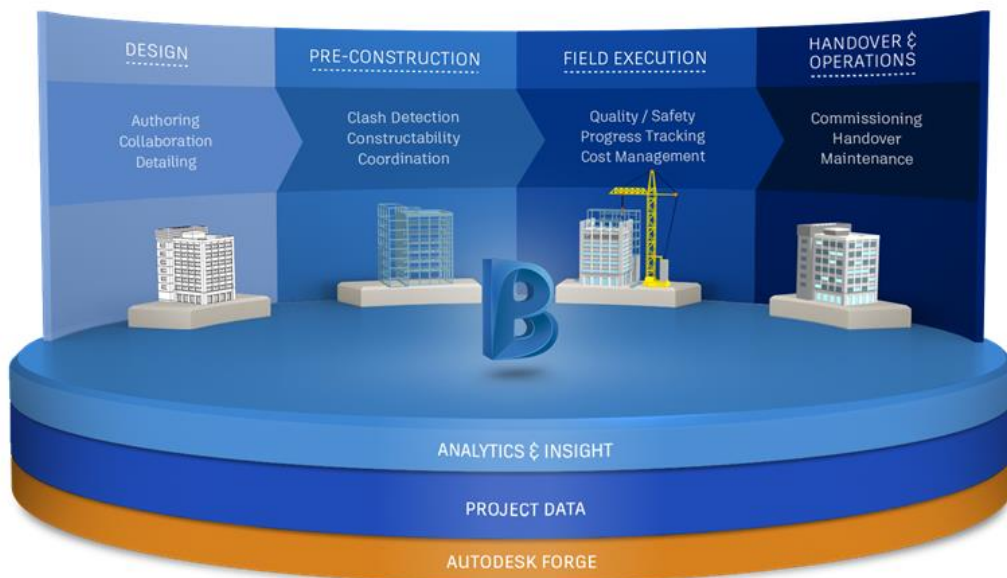 DESIGN
Authoring
Collaboration
Detailing
PRE-CONSTRUCTION
Clash Detection
Constructability
Coordination
FIELD EXECUTION
Quality / Safety
Progress Tracking
Cost Management
HANDOVER &
OPERATIONS
Commissioning
Handover
Maintenance
B
ANALYTICS & INSIGHT
PROJECT DATA
AUTODESK FORGE